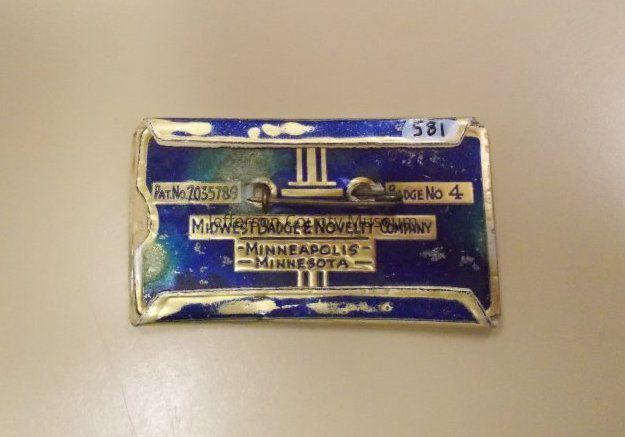 581
PAT. NO. 2035789
BADGE NO 4
Jefferson County Museum
MIDWEST BADGE & NOVELTY COMPANY
-MINNEAPOLIS-
-MINNESOTA-